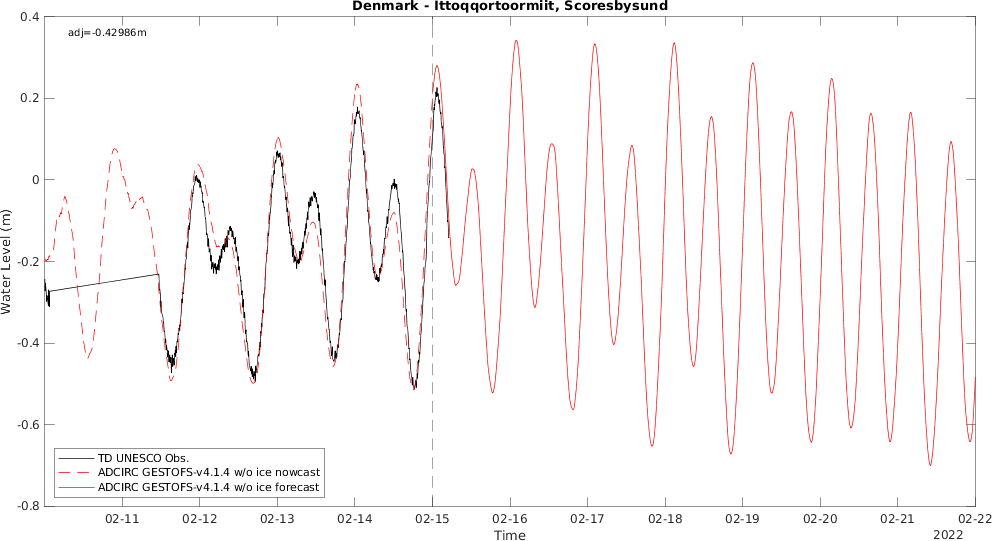 Denmark - Ittoqqortoormiit, Scoresbysund
adj=-0.42986m
Water Level (m)
0.4
0.2
0
-0.2
-0.4
-0.6
-0.8
TD UNESCO Obs.
ADCIRC GESTOFS-v4.1.4 w/o ice nowcast
ADCIRC GESTOFS-v4.1.4 w/o ice forecast
02-11 02-12 02-13 02-14 02-15 02-16 02-17 02-18 02-19 02-20 02-21 02-22
Time
2022